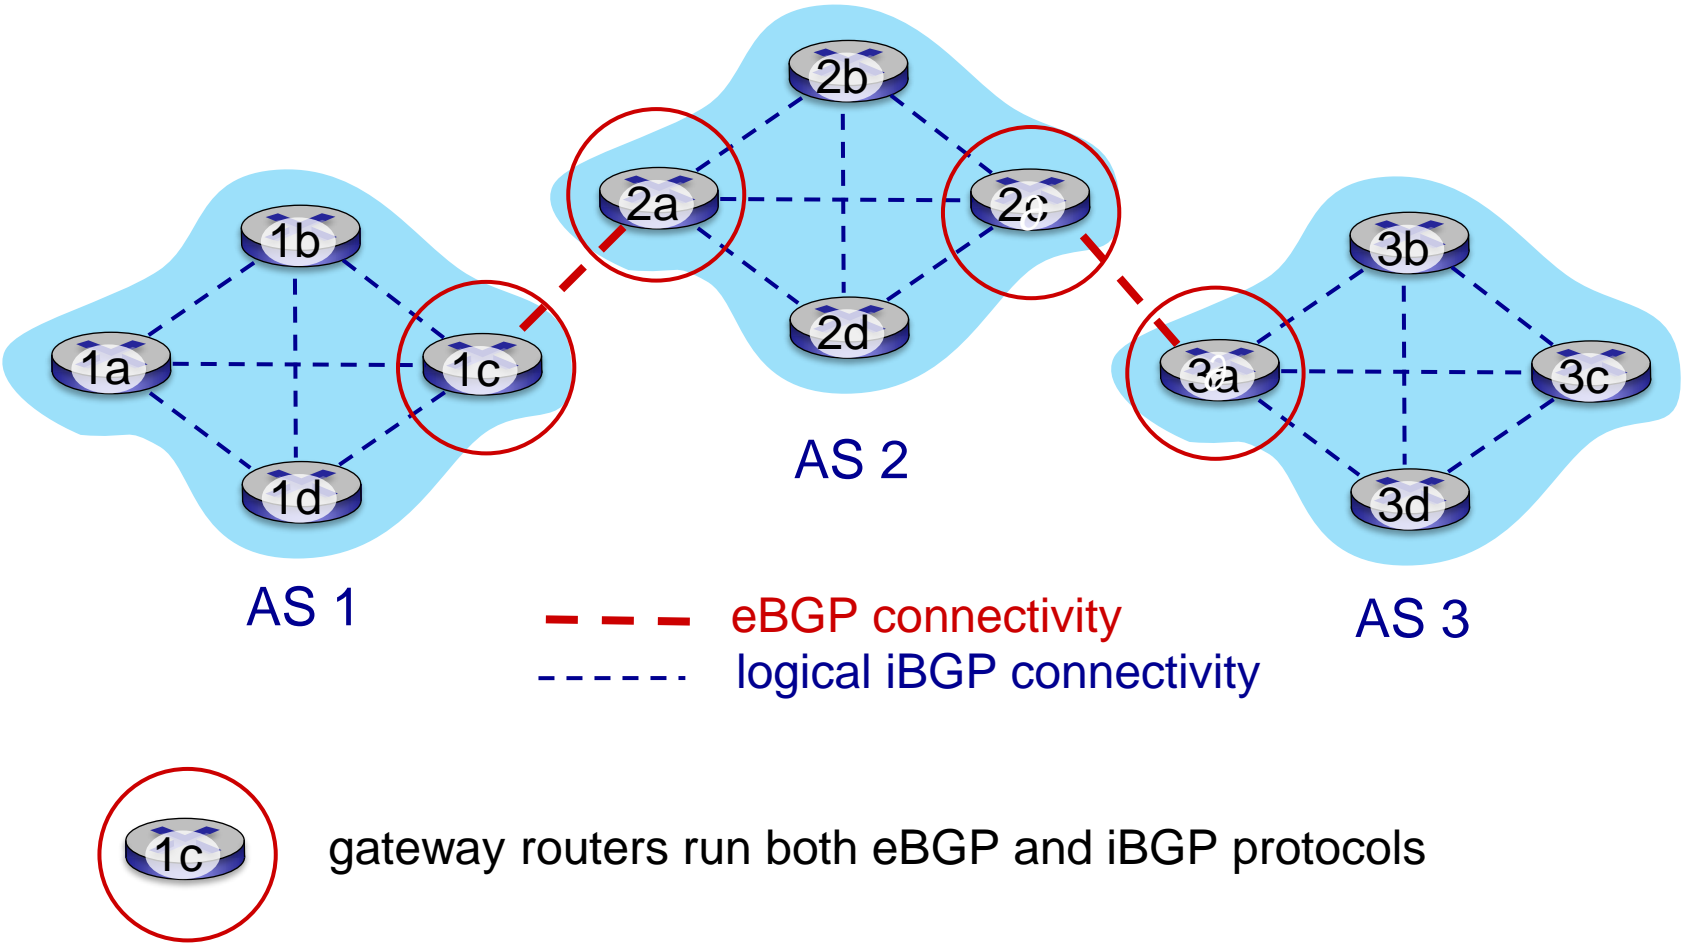 2b
2a
2c
1b
3b
2d
1a
1c
3a
3c
AS 2
1d
3d
AS 1
eBGP connectivity
AS 3
logical iBGP connectivity
1c
gateway routers run both eBGP and iBGP protocols